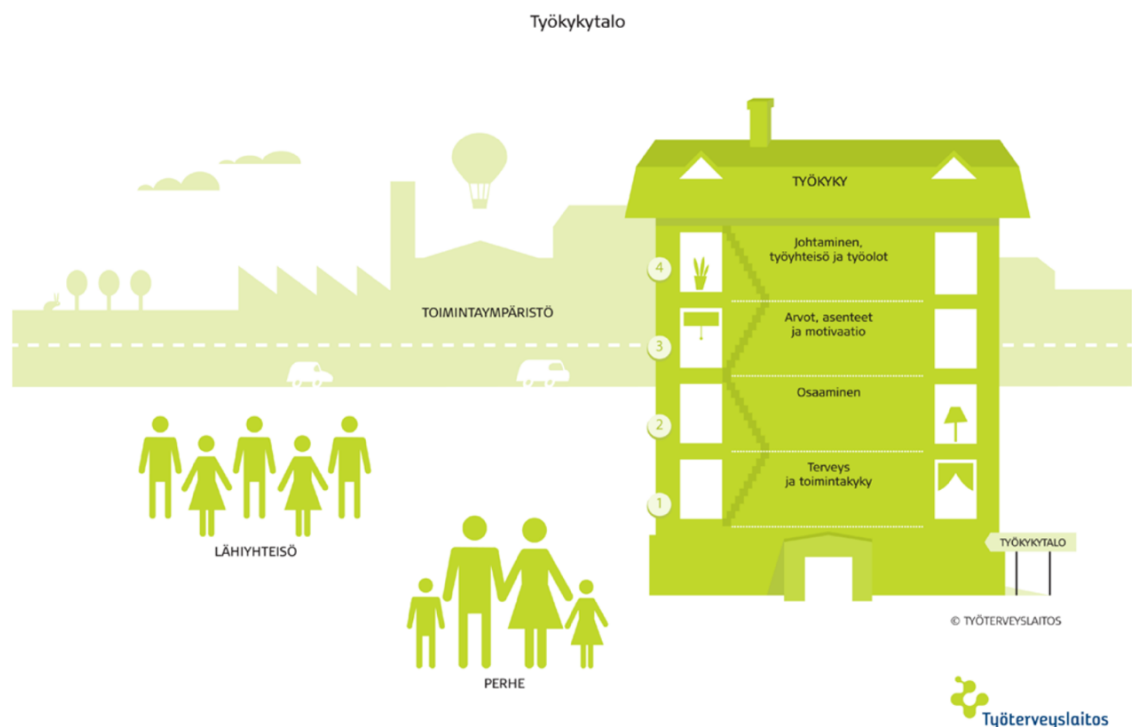 Työkykytalo
TYÖKYKY
4
Johtaminen,
työyhteisö ja työolot
TOIMINTAYMPÄRISTÖ
3
Arvot, asenteet
ja motivaatio
2
Osaaminen
1
Terveys
ja toimintakyky
LÄHIYHTEISÖ
TYÖKYKYTALO
© TYÖTERVEYSLAITOS
PERHE
Työterveyslaitos